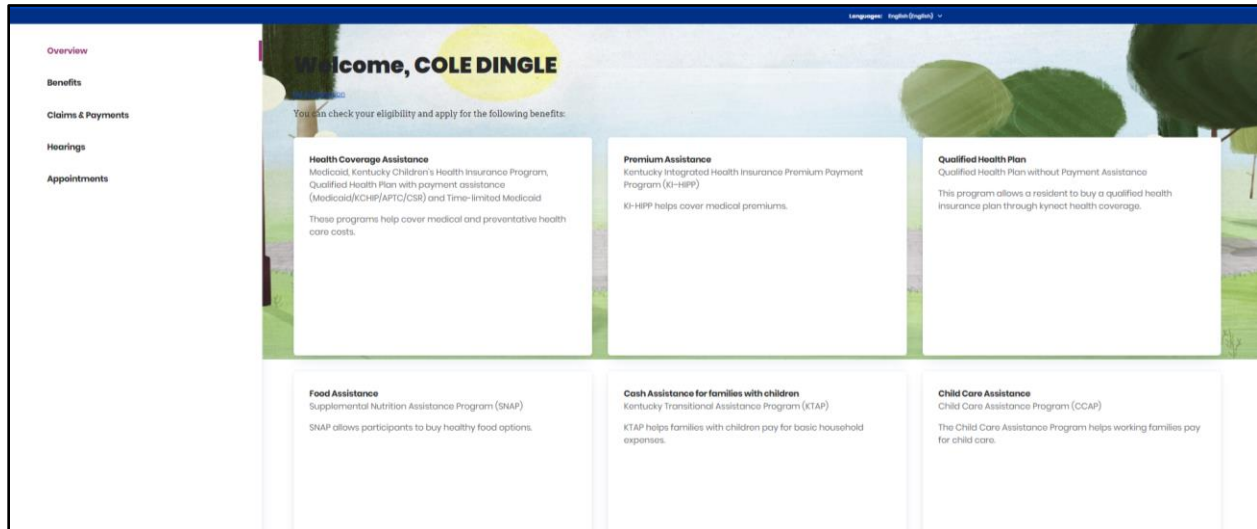 Languages: English (English)
Overview
Benefits
Claims & Payments
Hearings
Appointments
Welcome, COLE DINGLE
You can check your eligibility and apply for the following benefits:
Health Coverage Assistance
Medicaid, Kentucky Children's Health Insurance Program,
Qualified Health Plan with payment assistance
(Medicaid/KCHIP/APTC/CSR) and Time-limited Medicaid
These programs help cover medical and preventative health
care costs.
Premium Assistance
Kentucky Integrated Health Insurance Premium Payment
Program (KI-HIPP)
KI-HIPP helps cover medical premiums.
Qualified Health Plan
Qualified Health Plan without Payment Assistance
This program allows a resident to buy a qualified health
insurance plan through kynect health coverage.
Food Assistance
Supplemental Nutrition Assistance Program (SNAP)
SNAP allows participants to buy healthy food options.
Cash Assistance for families with children
Kentucky Transitional Assistance Program (KTAP)
KTAP helps families with children pay for basic household
expenses.
Child Care Assistance
Child Care Assistance Program (CCAP)
The Child Care Assistance Program helps working families pay
for child care.